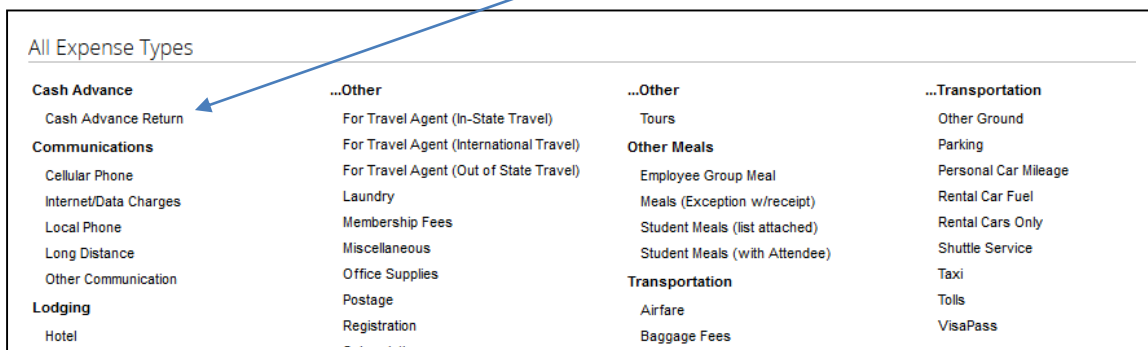 All Expense Types
Cash Advance
Cash Advance Return
Communications
Cellular Phone
Internet/Data Charges
Local Phone
Long Distance
Other Communication
Lodging
Hotel
...Other
For Travel Agent (In-State Travel)
For Travel Agent (International Travel)
For Travel Agent (Out of State Travel)
Laundry
Membership Fees
Miscellaneous
Office Supplies
Postage
Registration
...Other
Tours
Other Meals
Employee Group Meal
Meals (Exception w/receipt)
Student Meals (list attached)
Student Meals (with Attendee)
Transportation
Airfare
Baggage Fees
...Transportation
Other Ground
Parking
Personal Car Mileage
Rental Car Fuel
Rental Cars Only
Shuttle Service
Taxi
Tolls
VisaPass